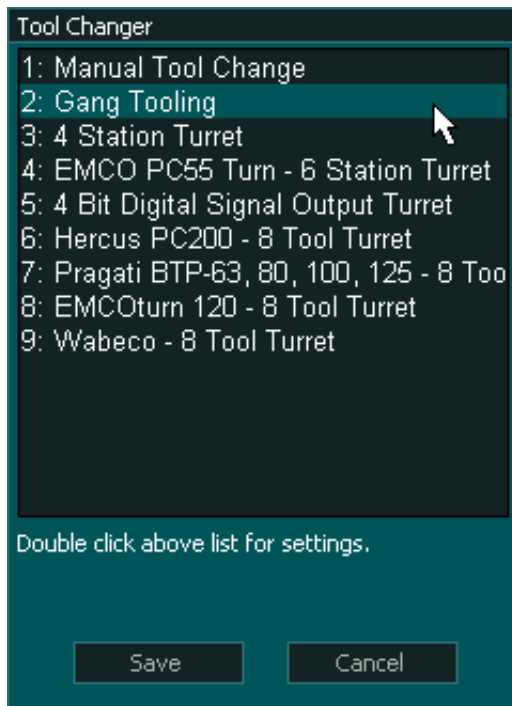 Tool Changer
1: Manual Tool Change
2: Gang Tooling
3: 4 Station Turret
4: EMCO PC55 Turn - 6 Station Turret
5: 4 Bit Digital Signal Output Turret
6: Hercus PC200 - 8 Tool Turret
7: Pragati BTP-63, 80, 100, 125 - 8 Too
8: EMCOturn 120 - 8 Tool Turret
9: Wabeco - 8 Tool Turret
Double click above list for settings.
Save Cancel